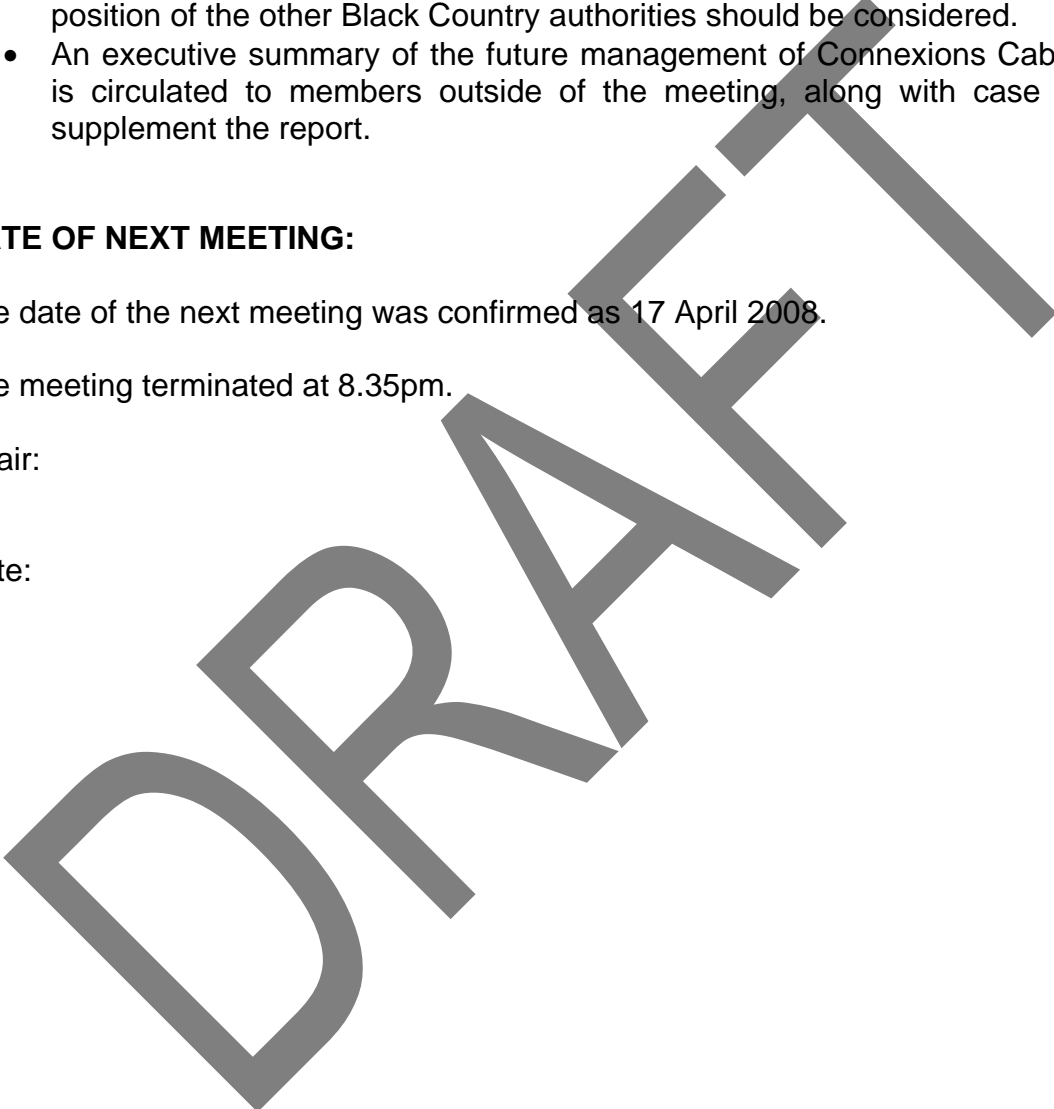 position of the other Black Country authorities should be considered.
• An executive summary of the future management of Connexions Cab
is circulated to members outside of the meeting, along with case
supplement the report.
ATE OF NEXT MEETING:
e date of the next meeting was confirmed as 17 April 2008.
e meeting terminated at 8.35pm.
air:
te:
DRAFT